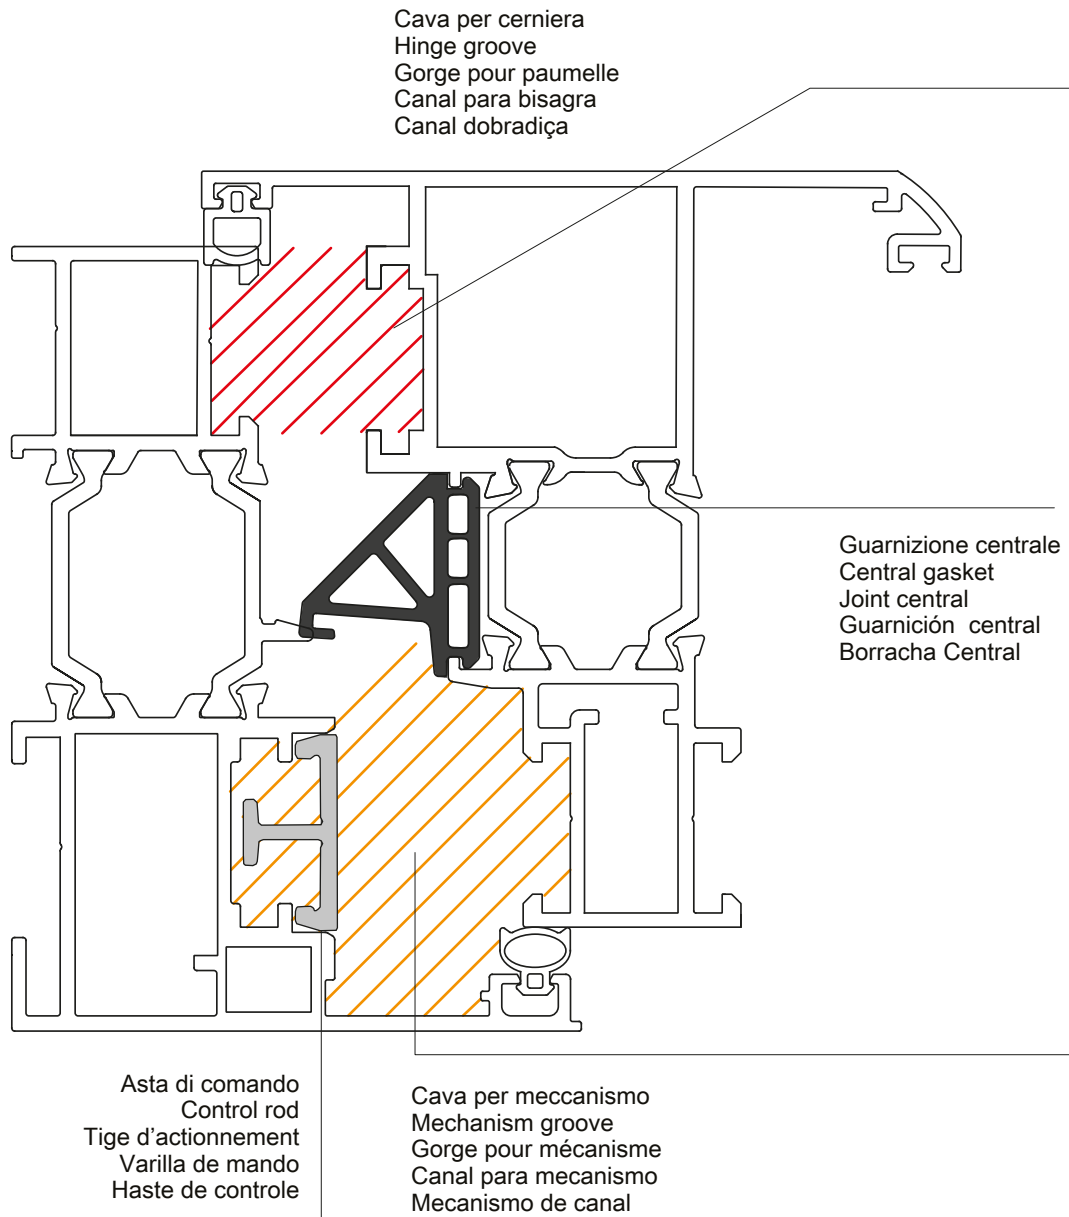 Cava per cerniera
Hinge groove
Gorge pour paumelle
Canal para bisagra
Canal dobradiça
Guarnizione centrale
Central gasket
Joint central
Guarnición  central
Borracha Central
Asta di comando
Control rod
Tige d’actionnement
Varilla de mando
Haste de controle
Cava per meccanismo
Mechanism groove
Gorge pour mécanisme
Canal para mecanismo
Mecanismo de canal